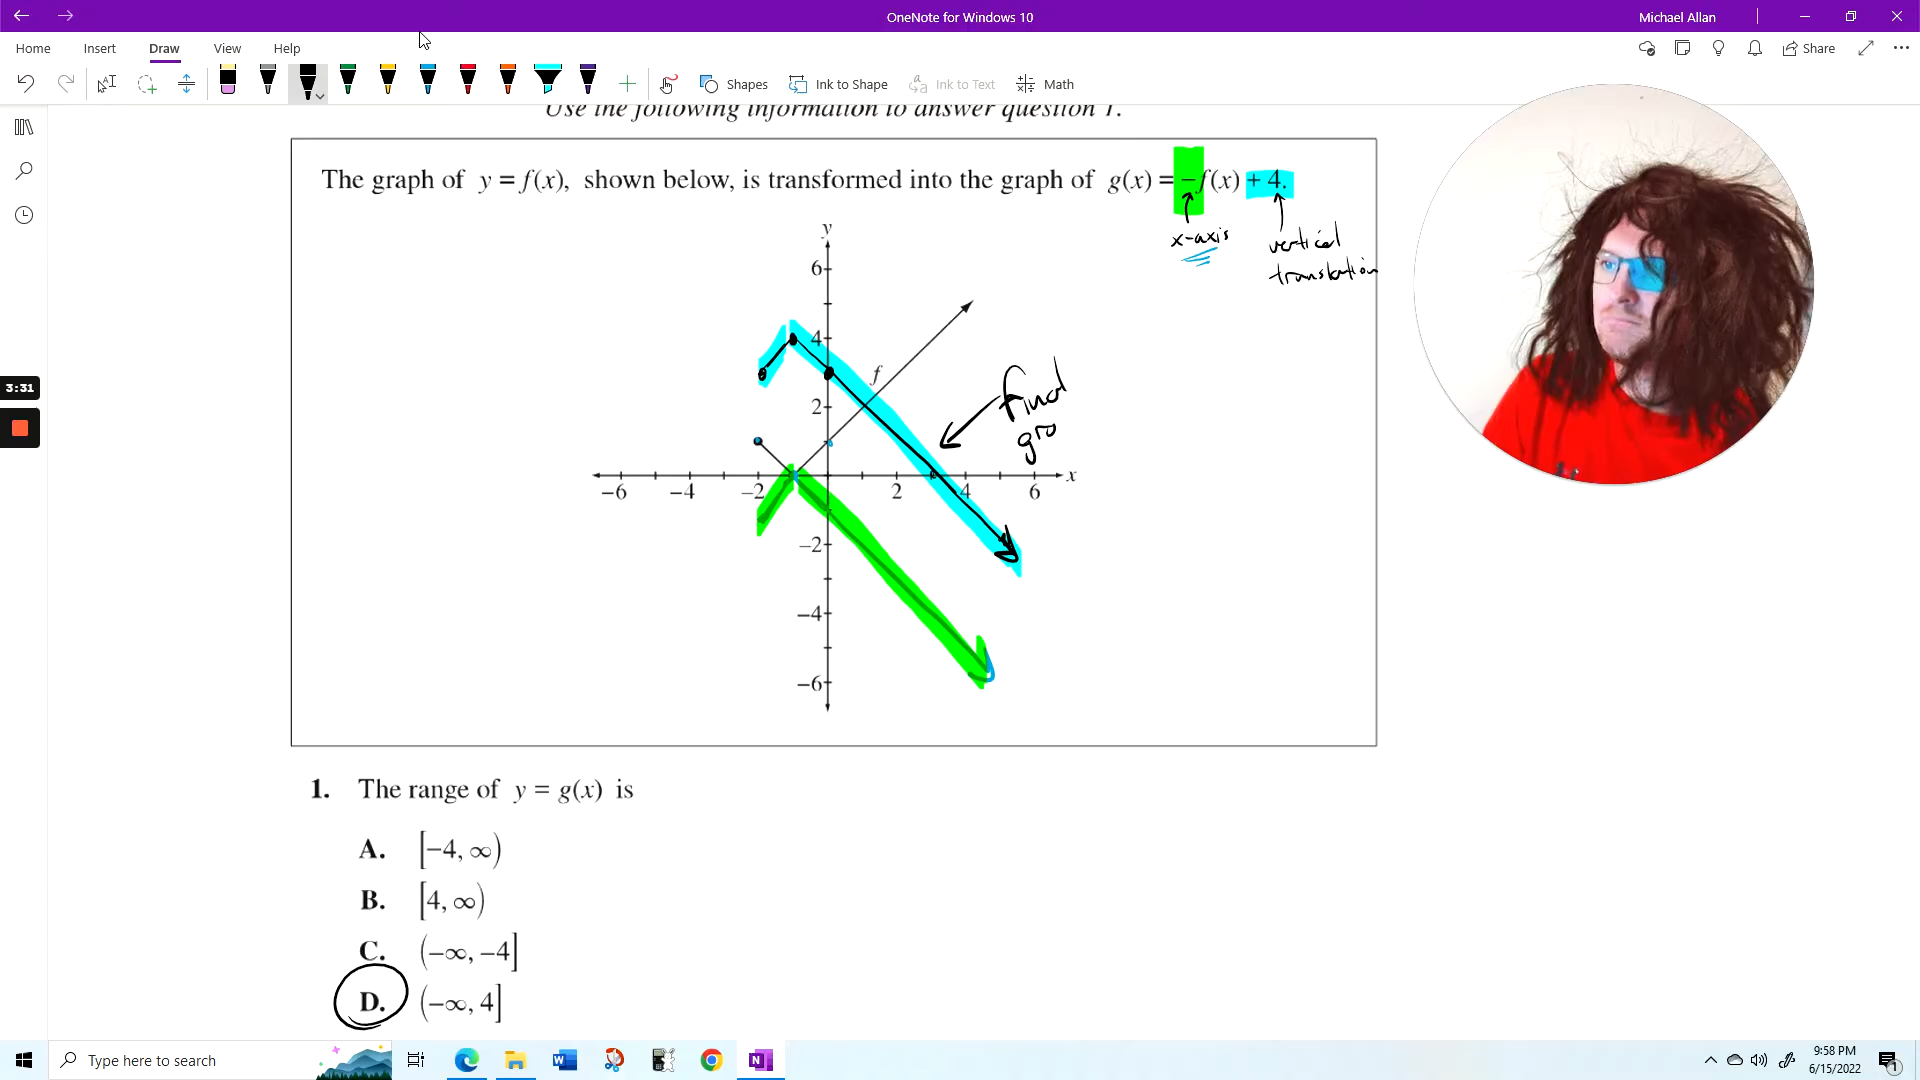 OneNote for Windows 10
Michael Allan
Home Insert Draw View Help
Share
Shapes Ink to Shape Ink to Text Math
Use the following information to answer question 1.
The graph of y = f(x), shown below, is transformed into the graph of g(x) = −f(x) + 4.
x-axis
vertical
translation
y
6
4
2
f
final
gro
−6 −4 −2 2 4 6 x
−2
−4
−6
3:31
1. The range of y = g(x) is
A. [−4, ∞)
B. [4, ∞)
C. (−∞, −4]
D. (−∞, 4]
Type here to search
9:58 PM
6/15/2022
1